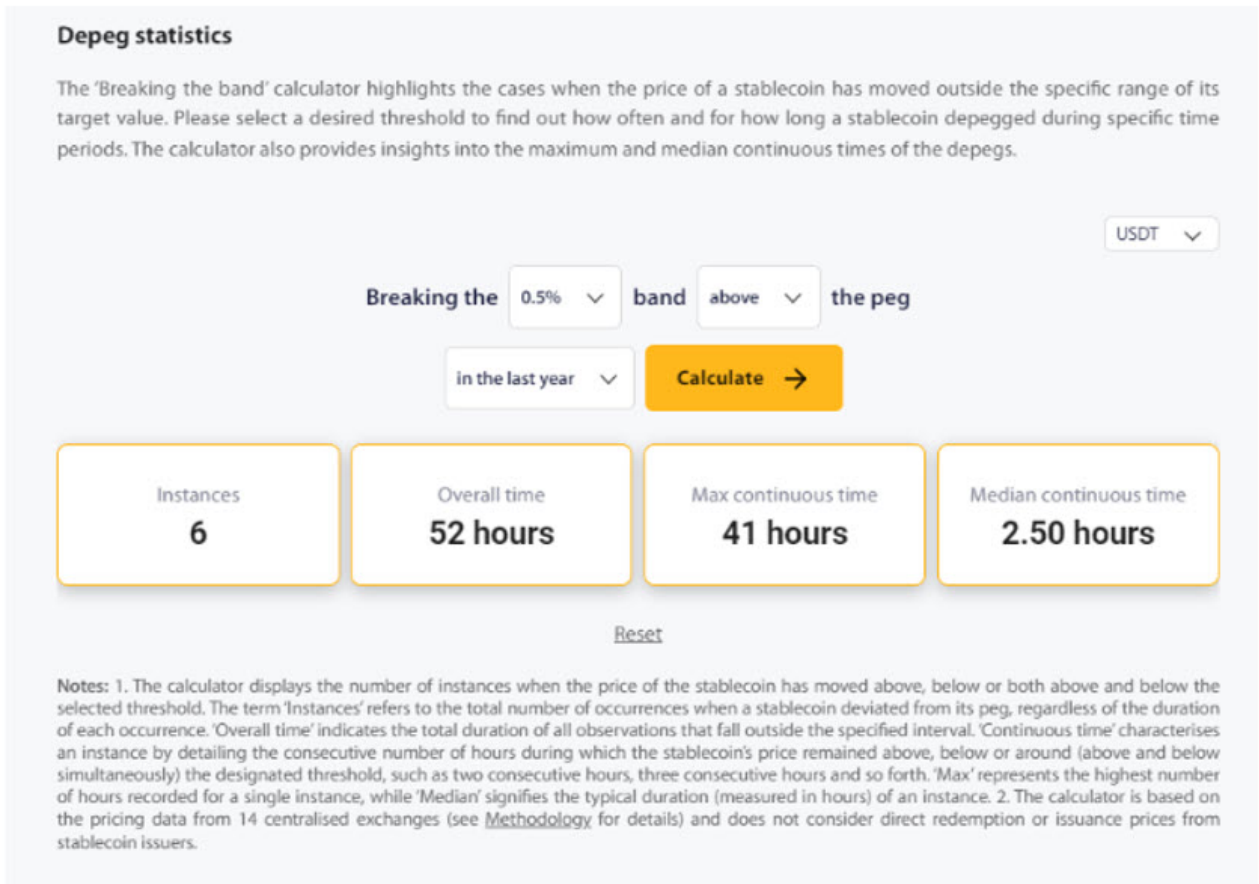 Depeg statistics
The 'Breaking the band' calculator highlights the cases when the price of a stablecoin has moved outside the specific range of its
target value. Please select a desired threshold to find out how often and for how long a stablecoin depegged during specific time
periods. The calculator also provides insights into the maximum and median continuous times of the depegs.
USDT
Breaking the 0.5% band above the peg
in the last year Calculate →
Instances Overall time Max continuous time Median continuous time
6 52 hours 41 hours 2.50 hours
Reset
Notes: 1. The calculator displays the number of instances when the price of the stablecoin has moved above, below or both above and below the
selected threshold. The term 'Instances' refers to the total number of occurrences when a stablecoin deviated from its peg, regardless of the duration
of each occurrence. 'Overall time' indicates the total duration of all observations that fall outside the specified interval. 'Continuous time' characterises
an instance by detailing the consecutive number of hours during which the stablecoin's price remained above, below or around (above and below
simultaneously) the designated threshold, such as two consecutive hours, three consecutive hours and so forth. 'Max' represents the highest number
of hours recorded for a single instance, while 'Median' signifies the typical duration (measured in hours) of an instance. 2. The calculator is based on
the pricing data from 14 centralised exchanges (see Methodology for details) and does not consider direct redemption or issuance prices from
stablecoin issuers.